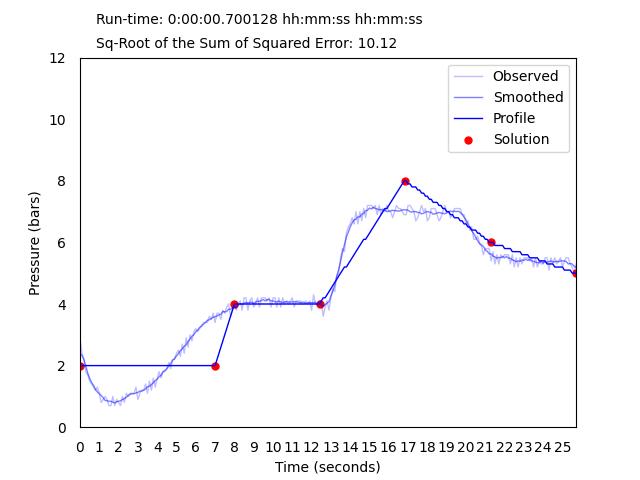 Run-time: 0:00:00.700128 hh:mm:ss hh:mm:ss
Sq-Root of the Sum of Squared Error: 10.12
12
10
8
6
4
2
0
Pressure (bars)
Observed
Smoothed
Profile
Solution
0 1 2 3 4 5 6 7 8 9 10 11 12 13 14 15 16 17 18 19 20 21 22 23 24 25
Time (seconds)